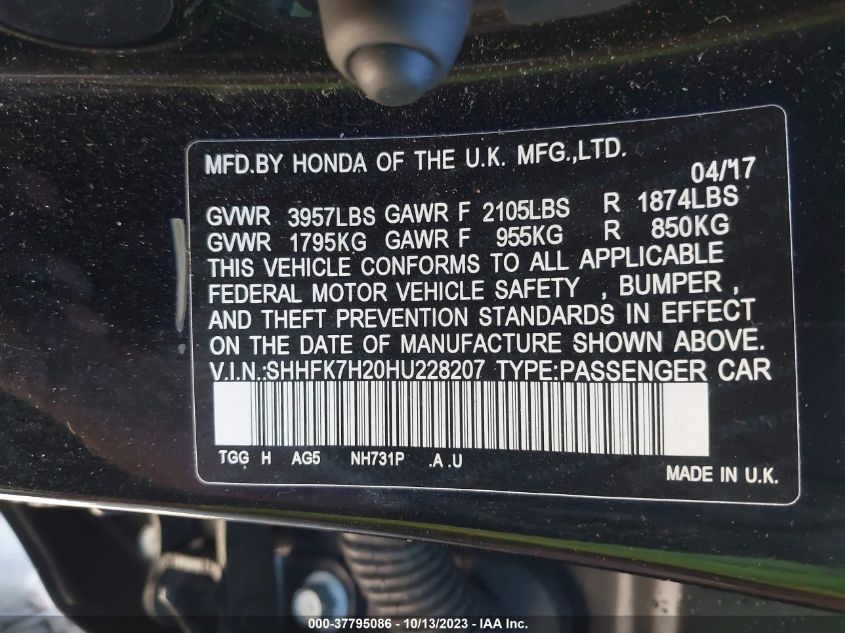 MFD.BY HONDA OF THE U.K. MFG.,LTD.
04/17
GVWR 3957LBS GAWR F 2105LBS R 1874LBS
GVWR 1795KG GAWR F 955KG R 850KG
THIS VEHICLE CONFORMS TO ALL APPLICABLE
FEDERAL MOTOR VEHICLE SAFETY , BUMPER ,
AND THEFT PREVENTION STANDARDS IN EFFECT
ON THE DATE OF MANUFACTURE SHOWN ABOVE.
V.I.N.:SHHFK7H20HU228207 TYPE:PASSENGER CAR
TGG H AG5 NH731P .A .U
MADE IN U.K.
000-37795086 - 10/13/2023 - IAA Inc.